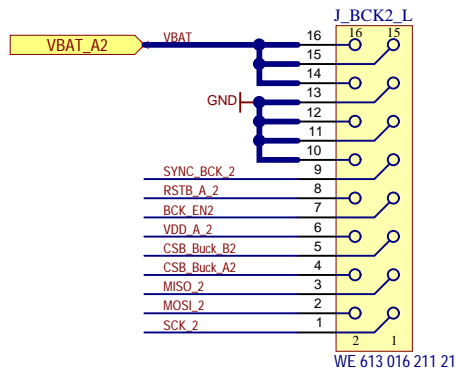 J_BCK2_L
VBAT_A2 VBAT 16 16 15
15
14
GND 13
12
11
10
SYNC_BCK_2 9
RSTB_A_2 8
BCK_EN2 7
VDD_A_2 6
CSB_Buck_B2 5
CSB_Buck_A2 4
MISO_2 3
MOSI_2 2
SCK_2 1
2 1
WE 613 016 211 21